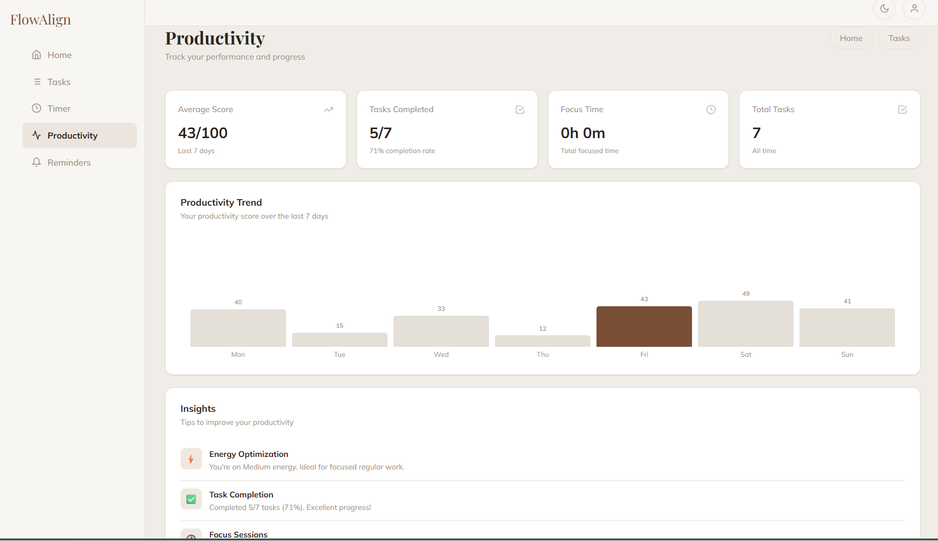 FlowAlign
Home
Tasks
Timer
Productivity
Reminders
Productivity
Track your performance and progress
Home
Tasks
Average Score
43/100
Last 7 days
Tasks Completed
5/7
71% completion rate
Focus Time
0h 0m
Total focused time
Total Tasks
7
All time
Productivity Trend
Your productivity score over the last 7 days
40
15
33
12
43
49
41
Mon
Tue
Wed
Thu
Fri
Sat
Sun
Insights
Tips to improve your productivity
Energy Optimization
You're on Medium energy. Ideal for focused regular work.
Task Completion
Completed 5/7 tasks (71%). Excellent progress!
Focus Sessions